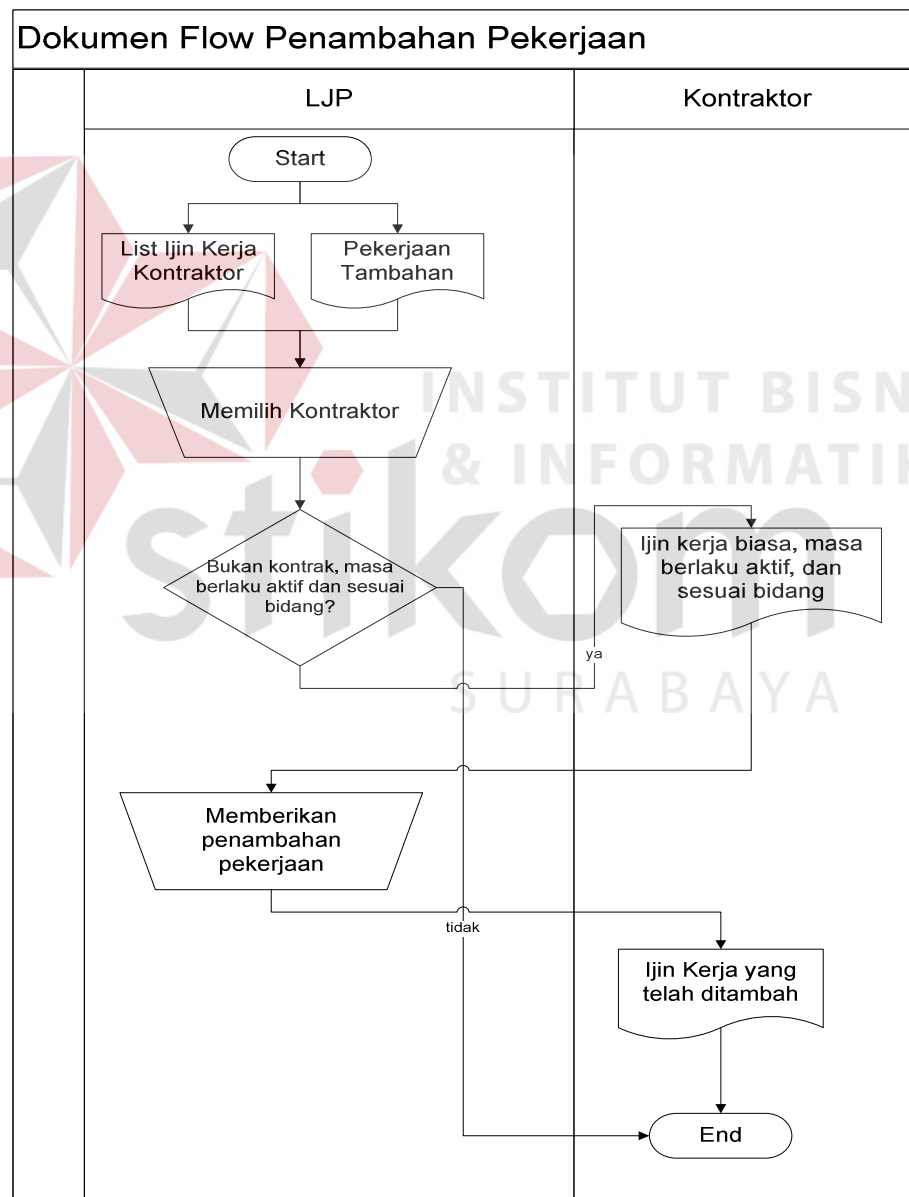 Dokumen Flow Penambahan Pekerjaan
LJP
Kontraktor
Start
List Ijin Kerja
Kontraktor
Pekerjaan
Tambahan
Memilih Kontraktor
INSTITUT BISN
& INFORMATIK
stikom
SURABAYA
Bukan kontrak, masa
berlaku aktif dan sesuai
bidang?
Ijin kerja biasa, masa
berlaku aktif, dan
sesuai bidang
ya
Memberikan
penambahan
pekerjaan
tidak
Ijin Kerja yang
telah ditambah
End